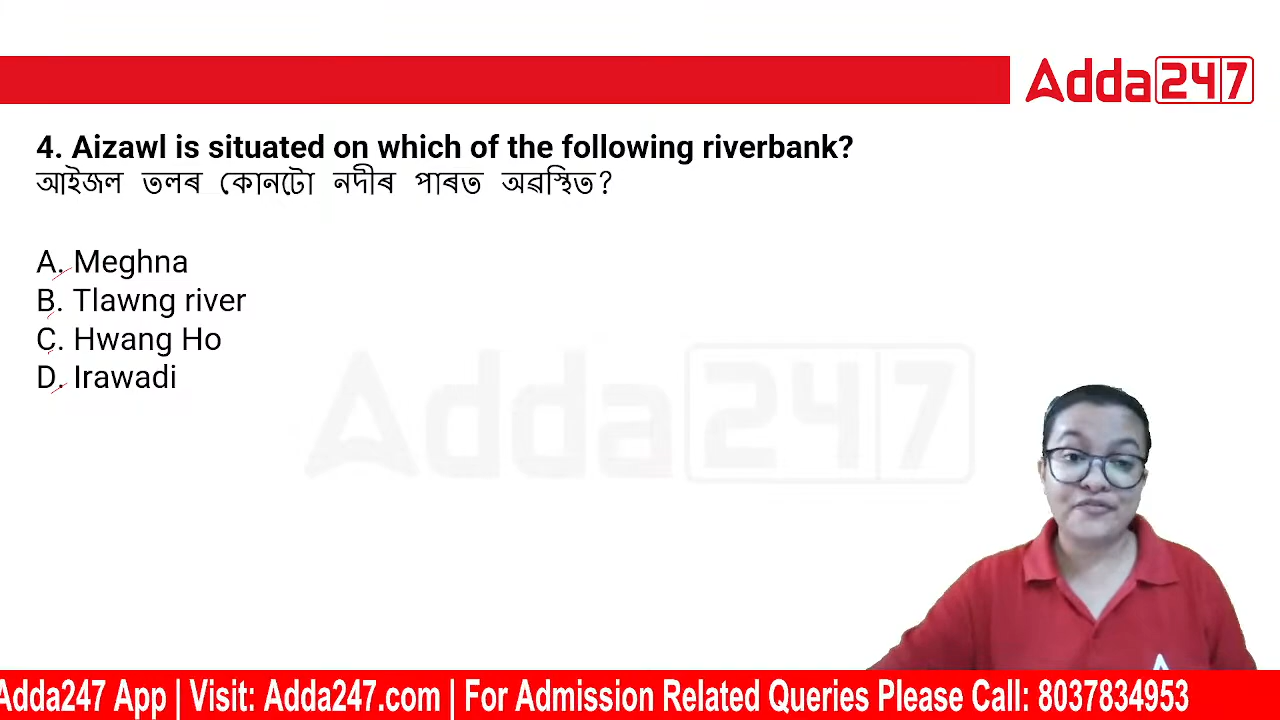 Adda247
4. Aizawl is situated on which of the following riverbank?
আইজল তলৰ কোনটো নদীৰ পাৰত অৱস্থিত?
A. Meghna
B. Tlawng river
C. Hwang Ho
D. Irawadi
Adda247
Adda247 App | Visit: Adda247.com | For Admission Related Queries Please Call: 8037834953